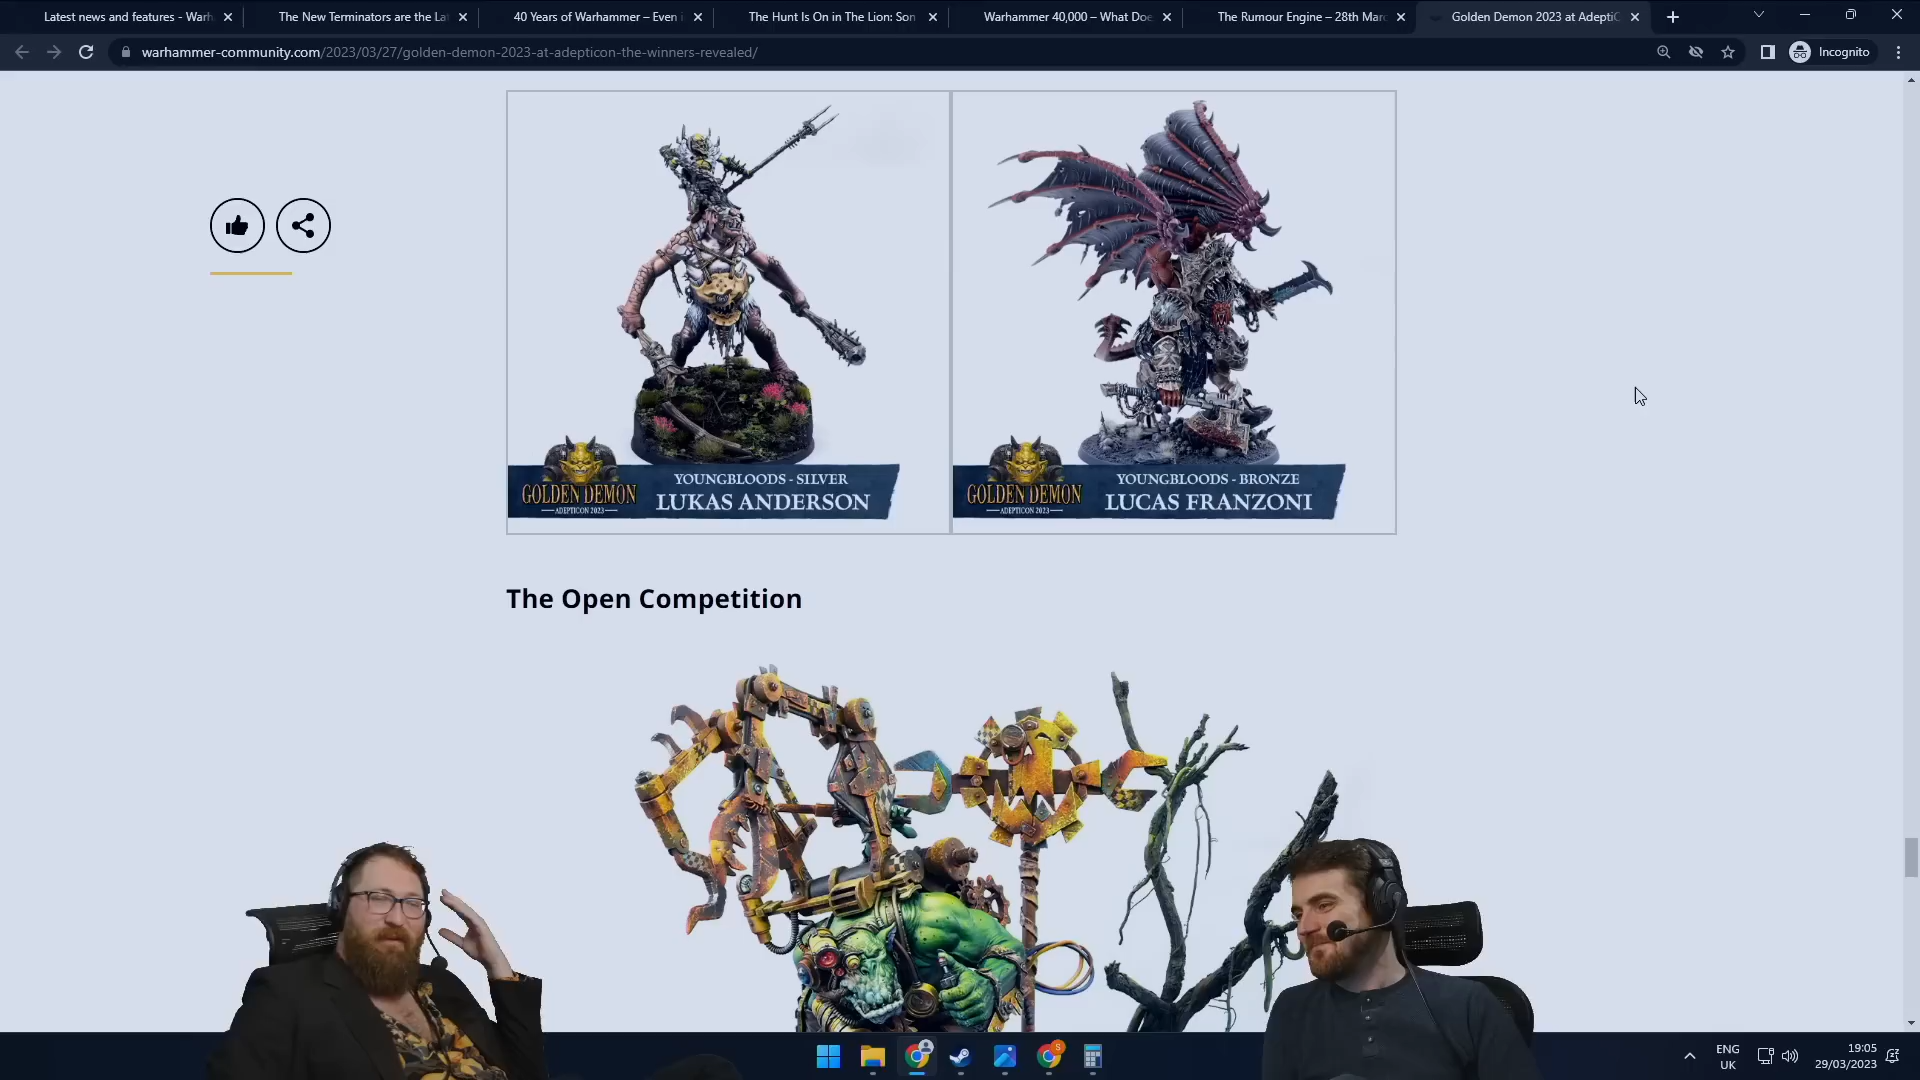 Latest news and features - Warh
The New Terminators are the Lat
40 Years of Warhammer – Even i
The Hunt Is On in The Lion: Son
Warhammer 40,000 – What Doe
The Rumour Engine – 28th Marc
Golden Demon 2023 at AdeptiC
warhammer-community.com/2023/03/27/golden-demon-2023-at-adepticon-the-winners-revealed/
Incognito
GOLDEN DEMON
ADEPTICON 2023
YOUNGBLOODS - SILVER
LUKAS ANDERSON
GOLDEN DEMON
ADEPTICON 2023
YOUNGBLOODS - BRONZE
LUCAS FRANZONI
The Open Competition
S
ENG
UK
19:05
29/03/2023